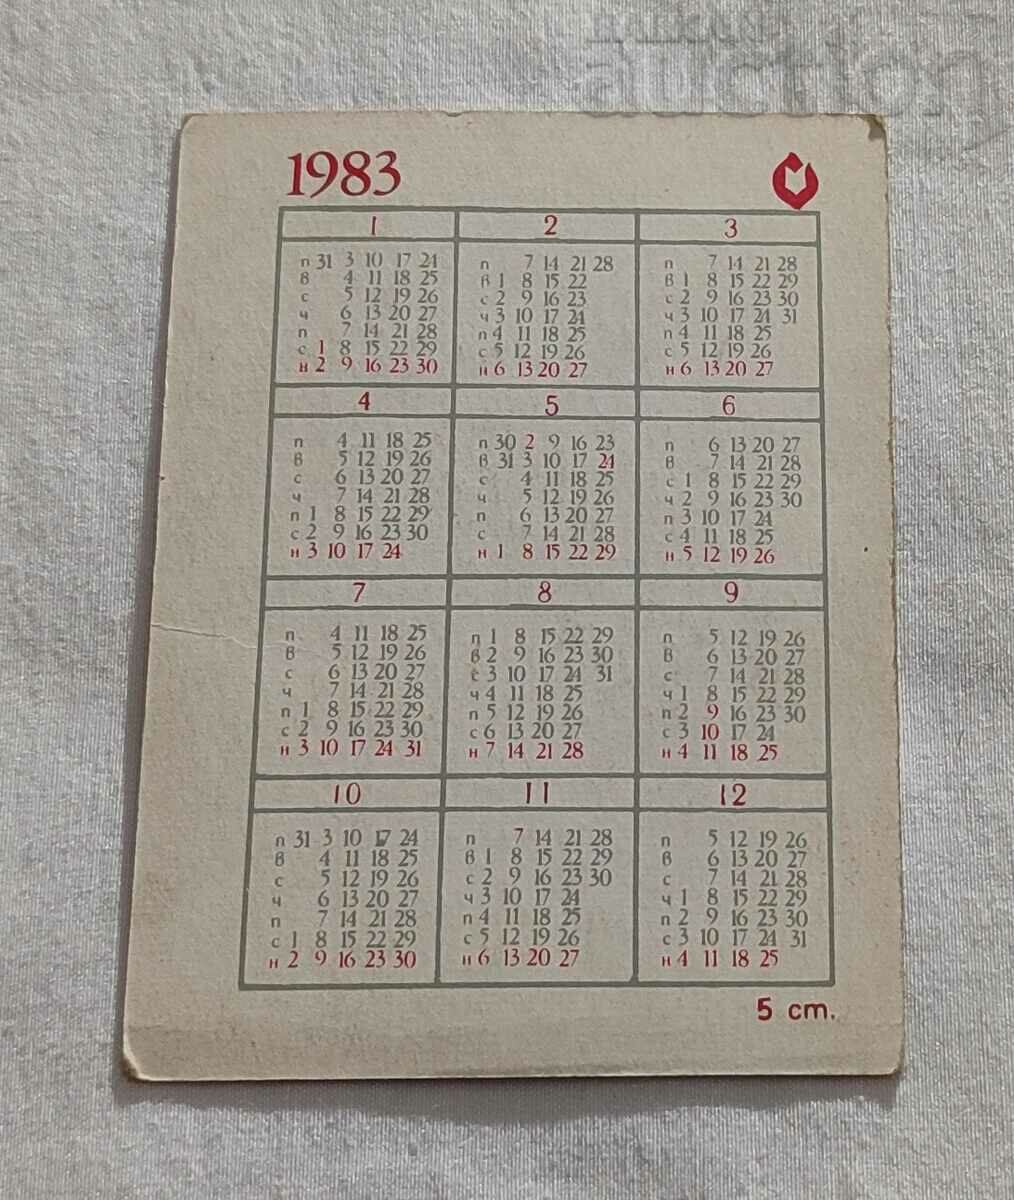 1983
1 2 3
п 31 3 10 17 24
в 4 11 18 25
с 5 12 19 26
ч 6 13 20 27
п 7 14 21 28
с 1 8 15 22 29
н 2 9 16 23 30
п 7 14 21 28
в 1 8 15 22
с 2 9 16 23
ч 3 10 17 24
п 4 11 18 25
с 5 12 19 26
н 6 13 20 27
п 7 14 21 28
в 1 8 15 22 29
с 2 9 16 23 30
ч 3 10 17 24 31
п 4 11 18 25
с 5 12 19 26
н 6 13 20 27
4 5 6
п 4 11 18 25
в 5 12 19 26
с 6 13 20 27
ч 7 14 21 28
п 1 8 15 22 29
с 2 9 16 23 30
н 3 10 17 24
п 30 2 9 16 23
в 31 3 10 17 24
с 4 11 18 25
ч 5 12 19 26
п 6 13 20 27
с 7 14 21 28
н 1 8 15 22 29
п 6 13 20 27
в 7 14 21 28
с 1 8 15 22 29
ч 2 9 16 23 30
п 3 10 17 24
с 4 11 18 25
н 5 12 19 26
7 8 9
п 4 11 18 25
в 5 12 19 26
с 6 13 20 27
ч 7 14 21 28
п 1 8 15 22 29
с 2 9 16 23 30
н 3 10 17 24 31
п 1 8 15 22 29
в 2 9 16 23 30
с 3 10 17 24 31
ч 4 11 18 25
п 5 12 19 26
с 6 13 20 27
н 7 14 21 28
п 5 12 19 26
в 6 13 20 27
с 7 14 21 28
ч 1 8 15 22 29
п 2 9 16 23 30
с 3 10 17 24
н 4 11 18 25
10 11 12
п 31 3 10 17 24
в 4 11 18 25
с 5 12 19 26
ч 6 13 20 27
п 7 14 21 28
с 1 8 15 22 29
н 2 9 16 23 30
п 7 14 21 28
в 1 8 15 22 29
с 2 9 16 23 30
ч 3 10 17 24
п 4 11 18 25
с 5 12 19 26
н 6 13 20 27
п 5 12 19 26
в 6 13 20 27
с 7 14 21 28
ч 1 8 15 22 29
п 2 9 16 23 30
с 3 10 17 24 31
н 4 11 18 25
5 cm.